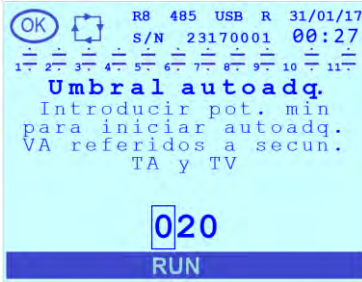 OK R8 485 USB R 31/01/17
S/N 23170001 00:27
1 2 3 4 5 6 7 8 9 10 11
Umbral autoadq.
Introducir pot. min
para iniciar autoadq.
VA referidos a secun.
TA y TV
020
RUN